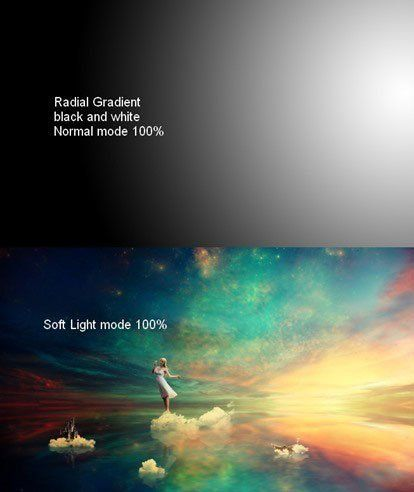 Radial Gradient
black and white
Normal mode 100%
Soft Light mode 100%